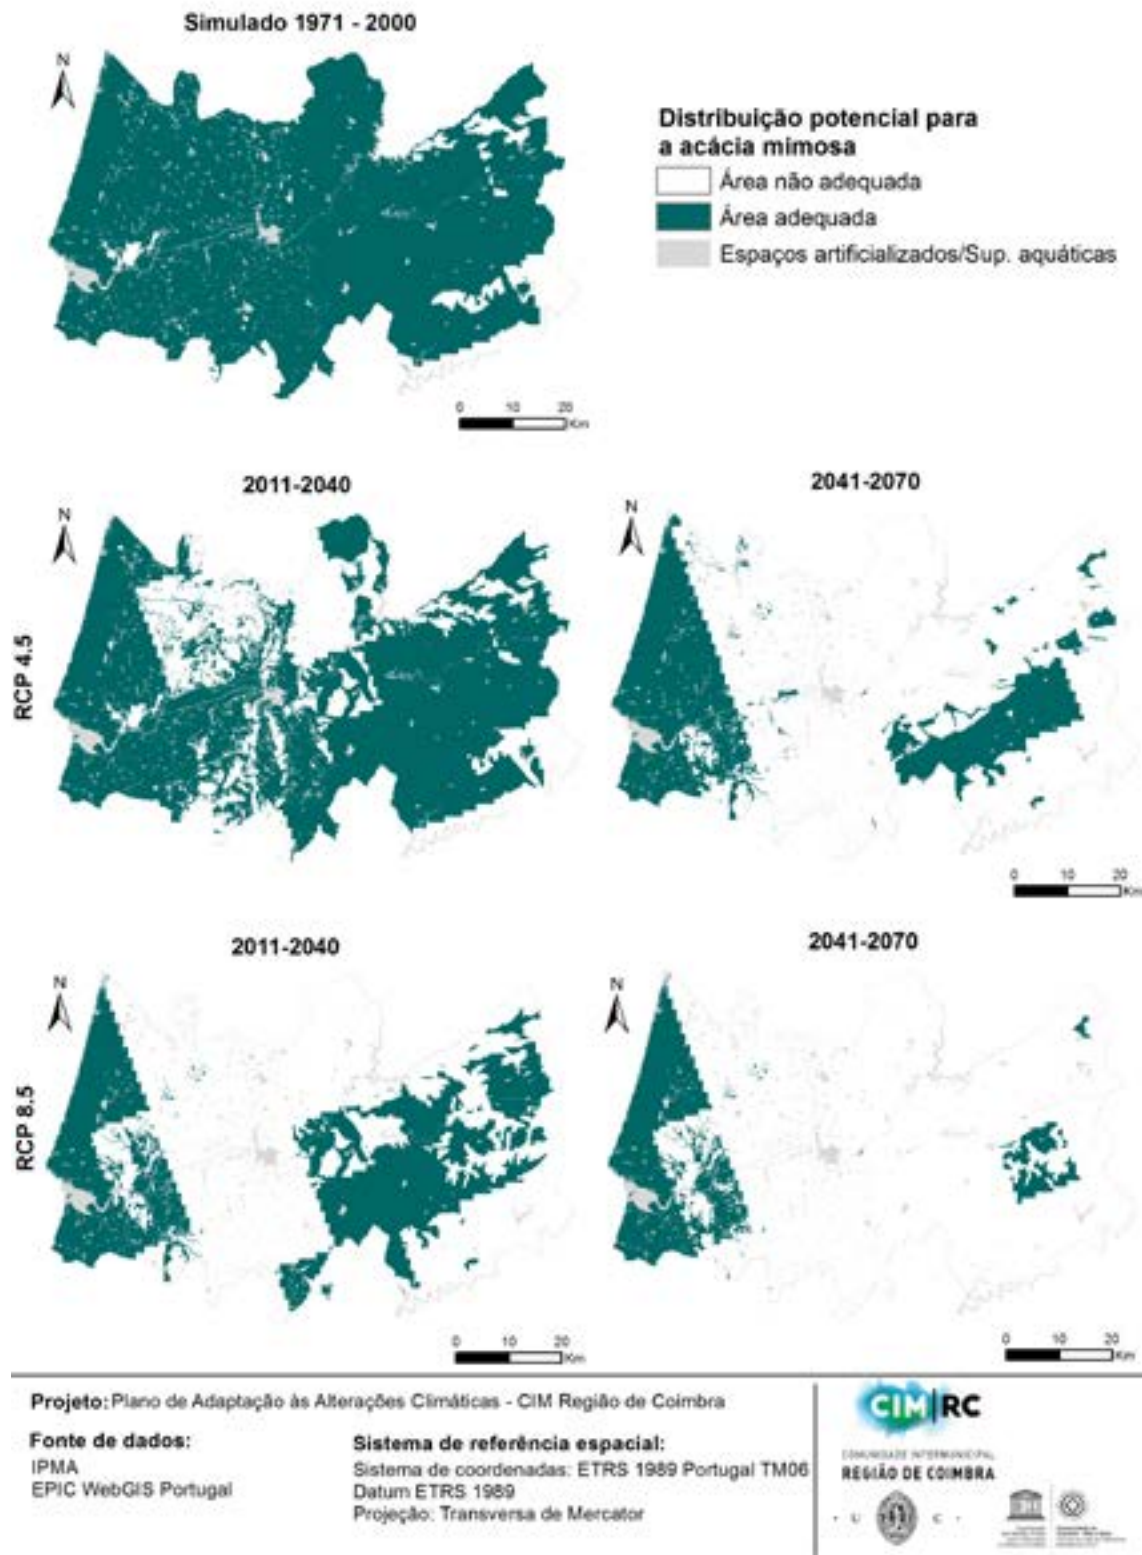 Simulado 1971 - 2000
N
Distribuição potencial para
a acácia mimosa
Área não adequada
Área adequada
Espaços artificializados/Sup. aquáticas
0 10 20
Km
2011-2040
2041-2070
N
N
RCP 4.5
0 10 20
Km
2011-2040
2041-2070
N
N
RCP 8.5
0 10 20
Km
0 10 20
Km
Projeto: Plano de Adaptação às Alterações Climáticas - CIM Região de Coimbra
Fonte de dados:
IPMA
EPIC WebGIS Portugal
Sistema de referência espacial:
Sistema de coordenadas: ETRS 1989 Portugal TM06
Datum ETRS 1989
Projeção: Transversa de Mercator
CIM|RC
COMUNIDADE INTERMUNICIPAL
REGIÃO DE COIMBRA
· U C ·